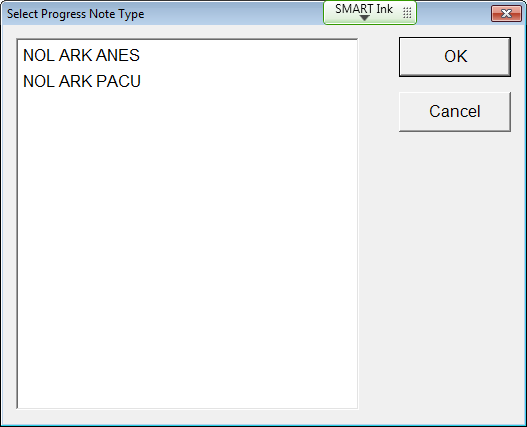 Select Progress Note Type
SMART Ink
NOL ARK ANES
NOL ARK PACU
OK
Cancel